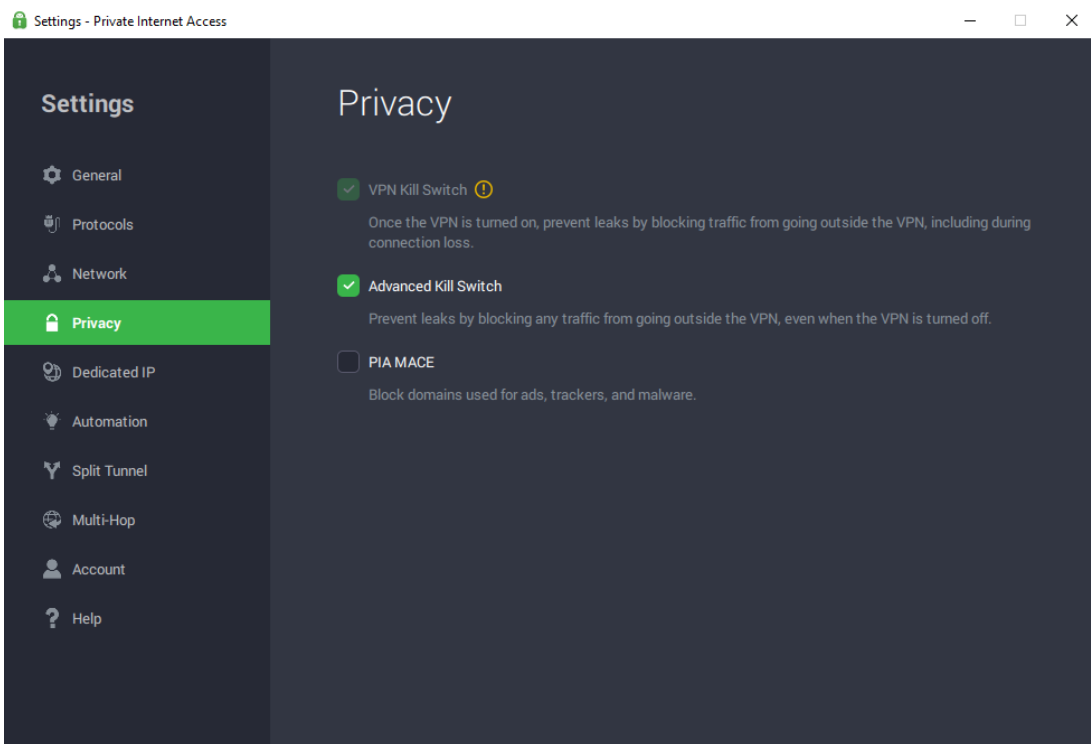 Settings - Private Internet Access
Settings
General
Protocols
Network
Privacy
Dedicated IP
Automation
Split Tunnel
Multi-Hop
Account
Help
Privacy
VPN Kill Switch
Once the VPN is turned on, prevent leaks by blocking traffic from going outside the VPN, including during
connection loss.
Advanced Kill Switch
Prevent leaks by blocking any traffic from going outside the VPN, even when the VPN is turned off.
PIA MACE
Block domains used for ads, trackers, and malware.